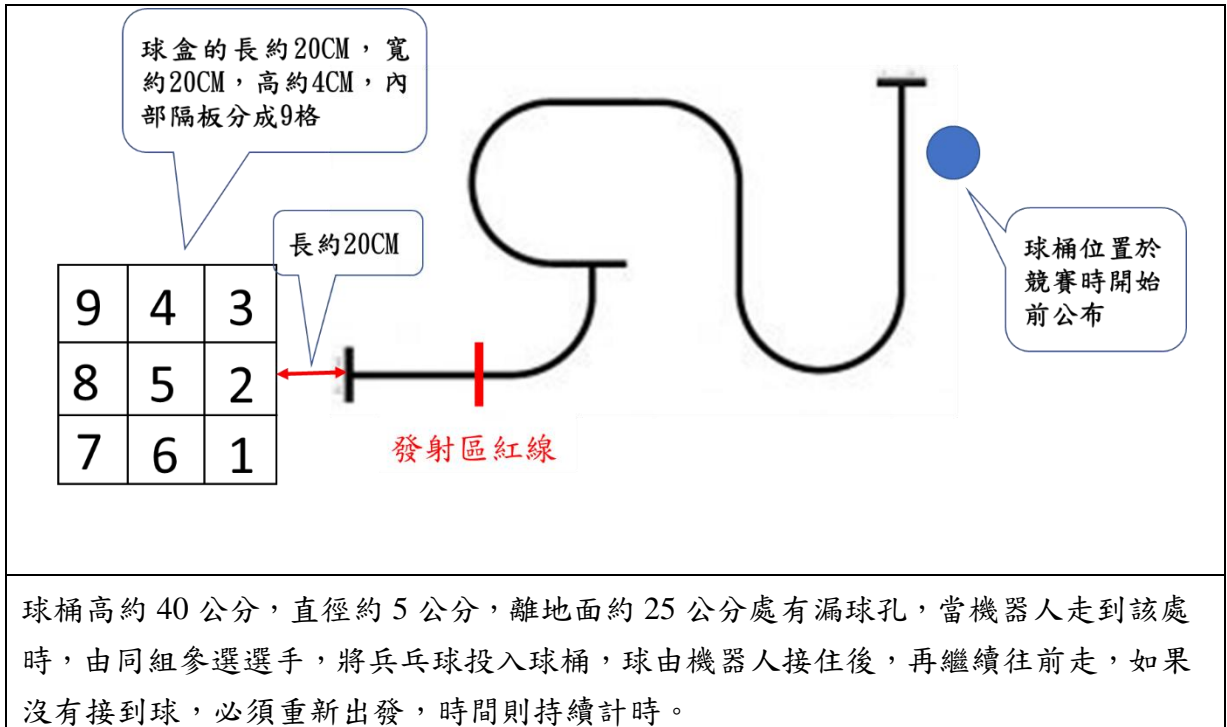 球盒的長約20CM，寬
約20CM，高約4CM，內
部隔板分成9格
長約20CM
球桶位置於
競賽時開始
前公布
9 4 3
8 5 2
7 6 1
發射區紅線
球桶高約 40 公分，直徑約 5 公分，離地面約 25 公分處有漏球孔，當機器人走到該處
時，由同組參選選手，將兵乓球投入球桶，球由機器人接住後，再繼續往前走，如果
沒有接到球，必須重新出發，時間則持續計時。